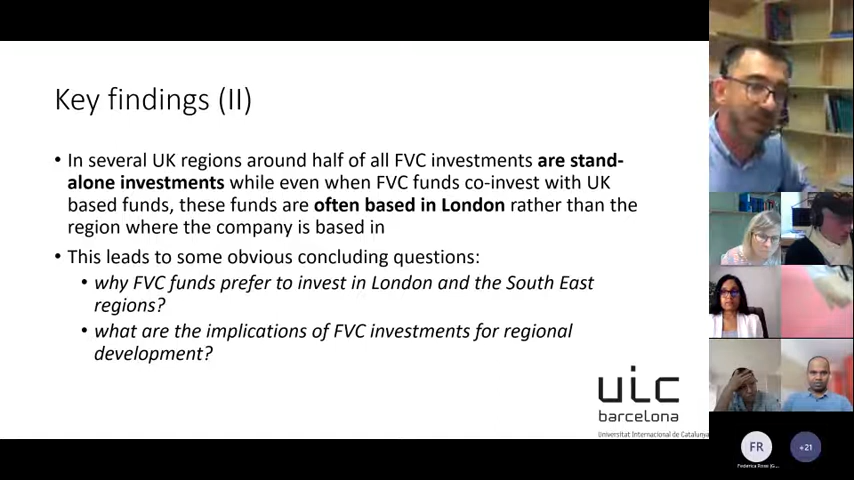 Key findings (II)
• In several UK regions around half of all FVC investments are stand-
alone investments while even when FVC funds co-invest with UK
based funds, these funds are often based in London rather than the
region where the company is based in
• This leads to some obvious concluding questions:
• why FVC funds prefer to invest in London and the South East
regions?
• what are the implications of FVC investments for regional
development?
uic
barcelona
Universitat Internacional de Catalunya
FR
+21